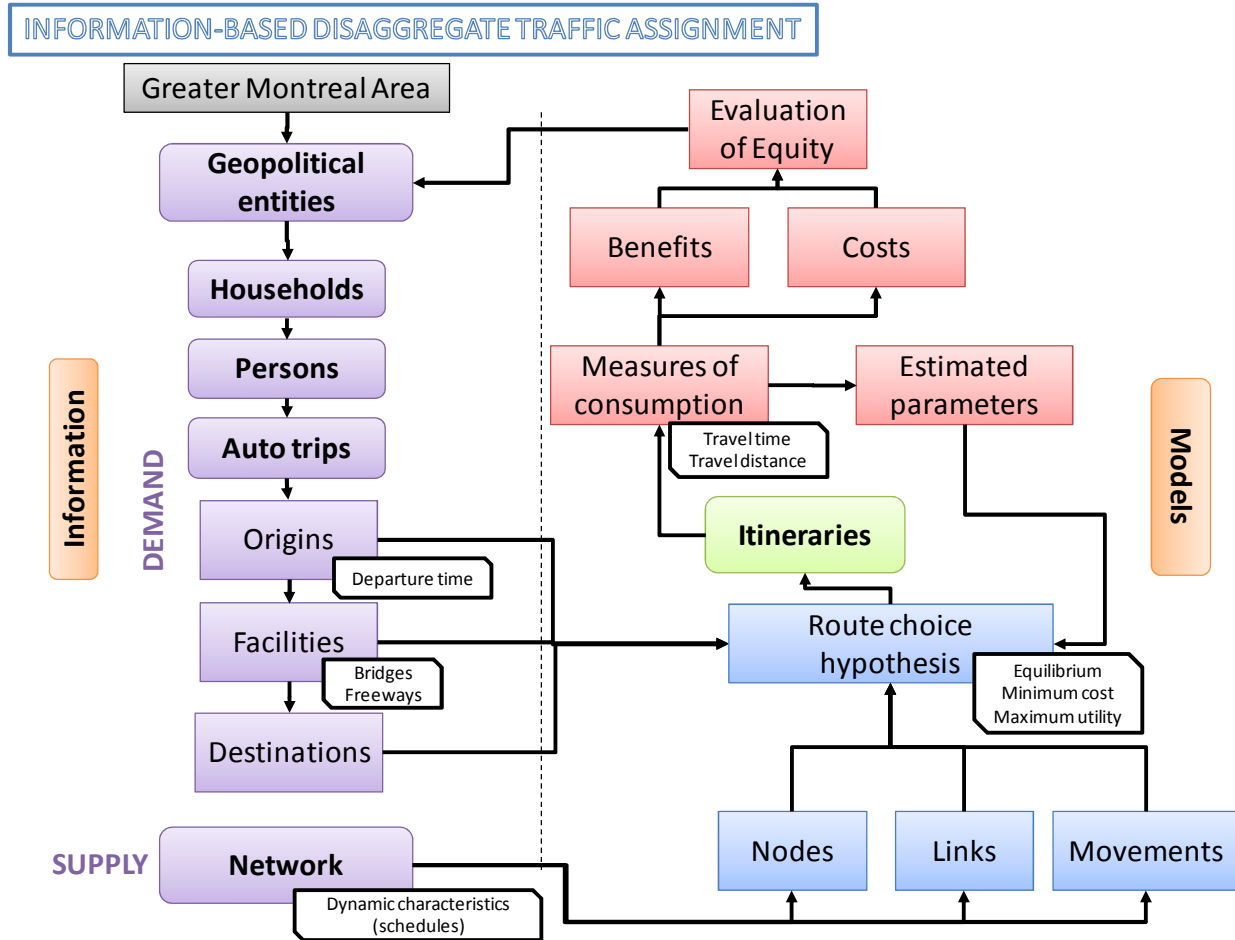 INFORMATION-BASED DISAGGREGATE TRAFFIC ASSIGNMENT
Greater Montreal Area
Geopolitical
entities
Households
Persons
Auto trips
Origins
Departure time
Facilities
Bridges
Freeways
Destinations
Information
DEMAND
SUPPLY
Network
Dynamic characteristics
(schedules)
Evaluation
of Equity
Benefits
Costs
Measures of
consumption
Travel time
Travel distance
Estimated
parameters
Itineraries
Route choice
hypothesis
Equilibrium
Minimum cost
Maximum utility
Nodes
Links
Movements
Models